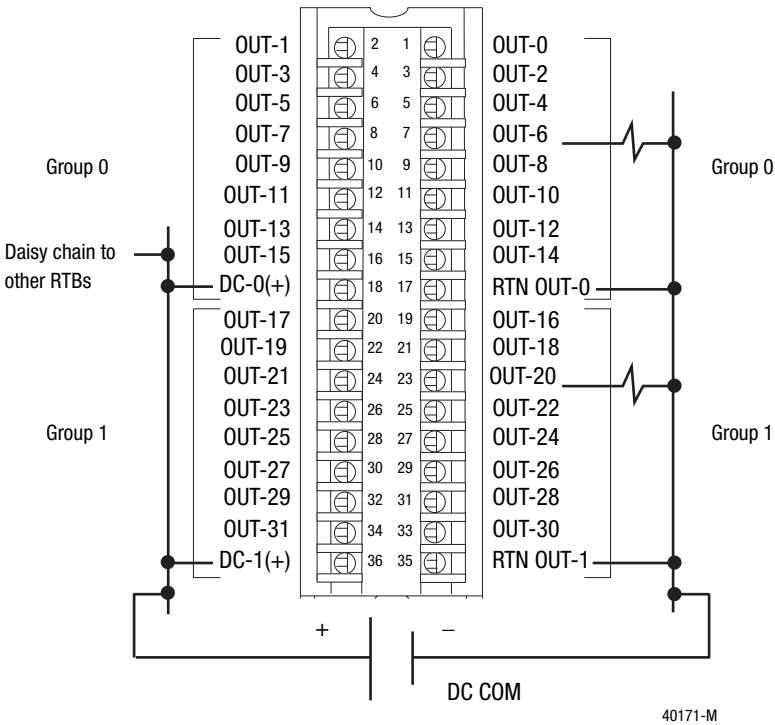 OUT-1 2 1 OUT-0
OUT-3 4 3 OUT-2
OUT-5 6 5 OUT-4
OUT-7 8 7 OUT-6
OUT-9 10 9 OUT-8
Group 0
Group 0
OUT-11 12 11 OUT-10
OUT-13 14 13 OUT-12
Daisy chain to
other RTBs
OUT-15 16 15 OUT-14
DC-0(+) 18 17 RTN OUT-0
OUT-17 20 19 OUT-16
OUT-19 22 21 OUT-18
OUT-21 24 23 OUT-20
OUT-23 26 25 OUT-22
Group 1
Group 1
OUT-25 28 27 OUT-24
OUT-27 30 29 OUT-26
OUT-29 32 31 OUT-28
OUT-31 34 33 OUT-30
DC-1(+) 36 35 RTN OUT-1
+ –
DC COM
40171-M